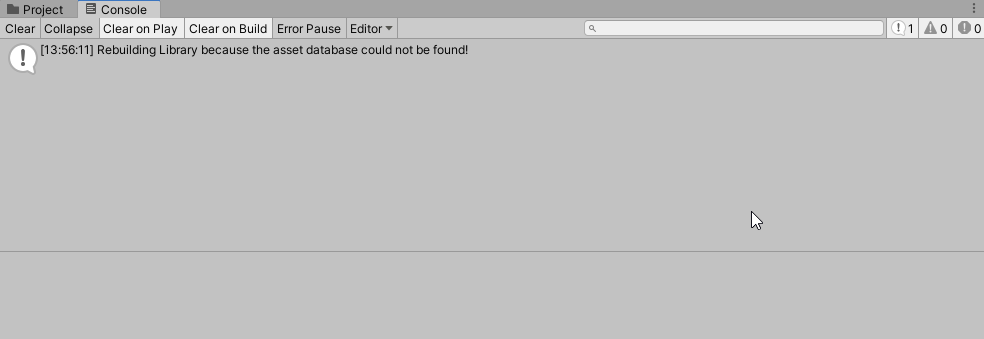 Project Console
Clear Collapse Clear on Play Clear on Build Error Pause Editor 1 0 0
[13:56:11] Rebuilding Library because the asset database could not be found!